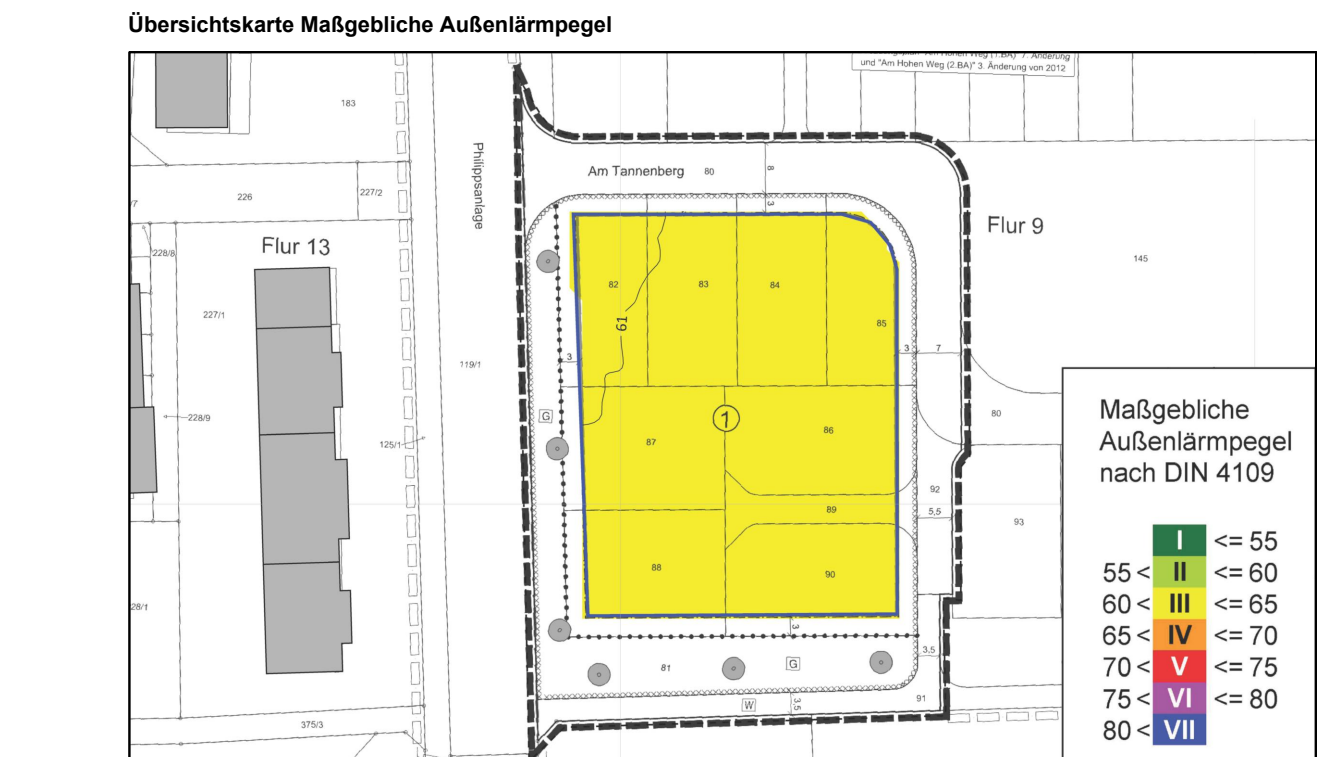 Übersichtskarte Maßgebliche Außenlärmpegel
und "Am Hohen Weg (2.BA)" 3. Änderung von 2012
183
Philippsanlage
Am Tannenberg 80
8
3
226
227/2
Flur 13
Flur 9
145
228/8
227/1
82
83
84
85
61
3
3
7
119/1
80
G
228/9
125/1
87
1
86
92
89
5,5
93
88
90
3
3,5
81
G
W
3,5
91
375/3
Maßgebliche
Außenlärmpegel
nach DIN 4109
I <= 55
55 < II <= 60
60 < III <= 65
65 < IV <= 70
70 < V <= 75
75 < VI <= 80
80 < VII